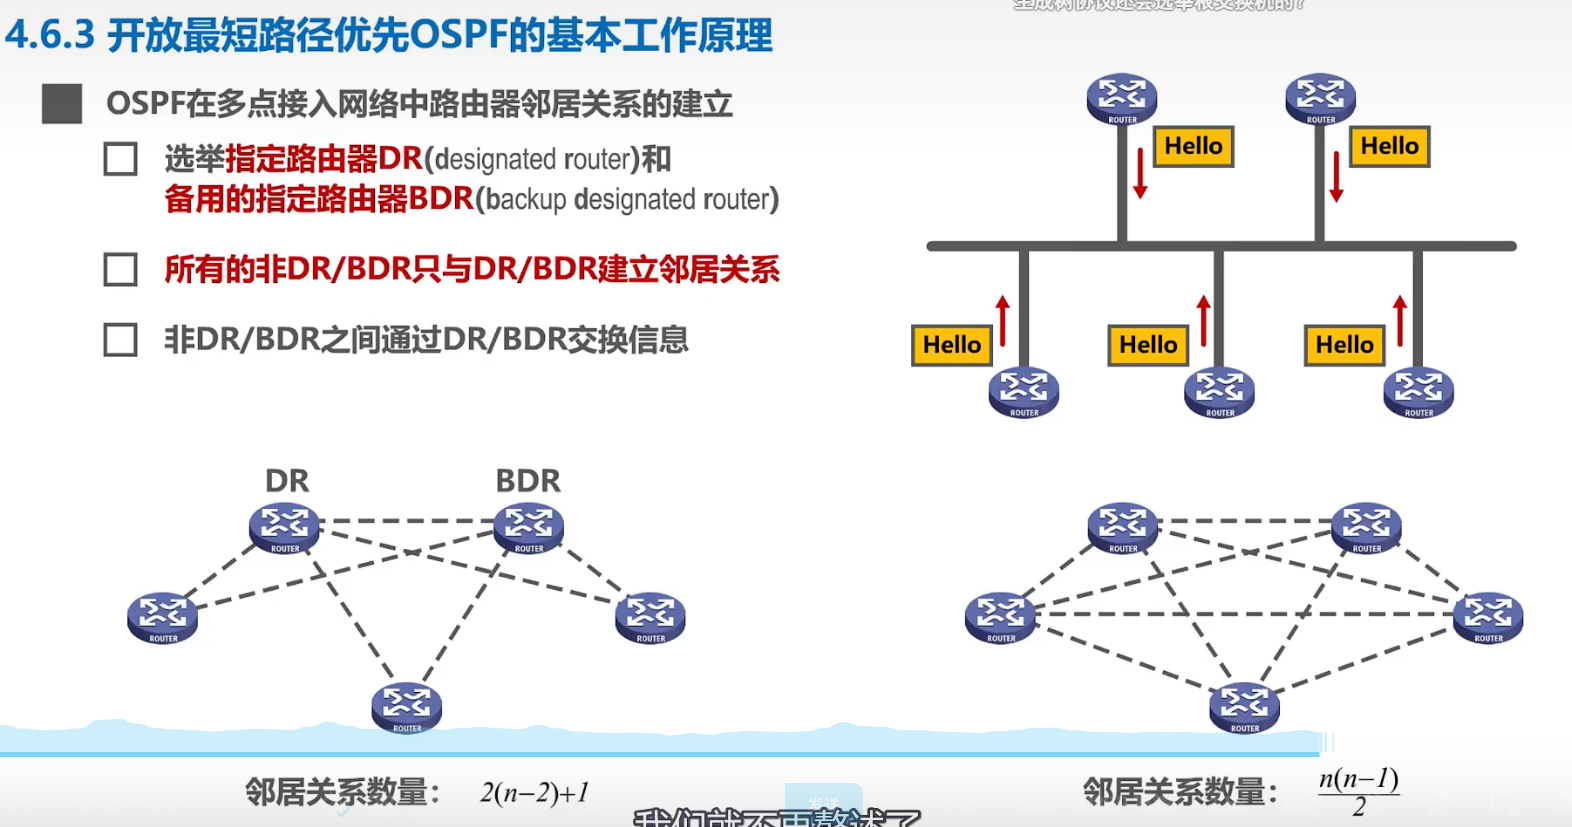 4.6.3 开放最短路径优先OSPF的基本工作原理
OSPF在多点接入网络中路由器邻居关系的建立
选举指定路由器DR(designated router)和
备用的指定路由器BDR(backup designated router)
所有的非DR/BDR只与DR/BDR建立邻居关系
非DR/BDR之间通过DR/BDR交换信息
ROUTER
ROUTER
Hello
Hello
Hello
Hello
Hello
ROUTER
ROUTER
ROUTER
DR
BDR
ROUTER
ROUTER
ROUTER
ROUTER
ROUTER
邻居关系数量： 2(n−2)+1
ROUTER
ROUTER
ROUTER
ROUTER
ROUTER
邻居关系数量： n(n−1)/2
发送
我们就不再赘述了